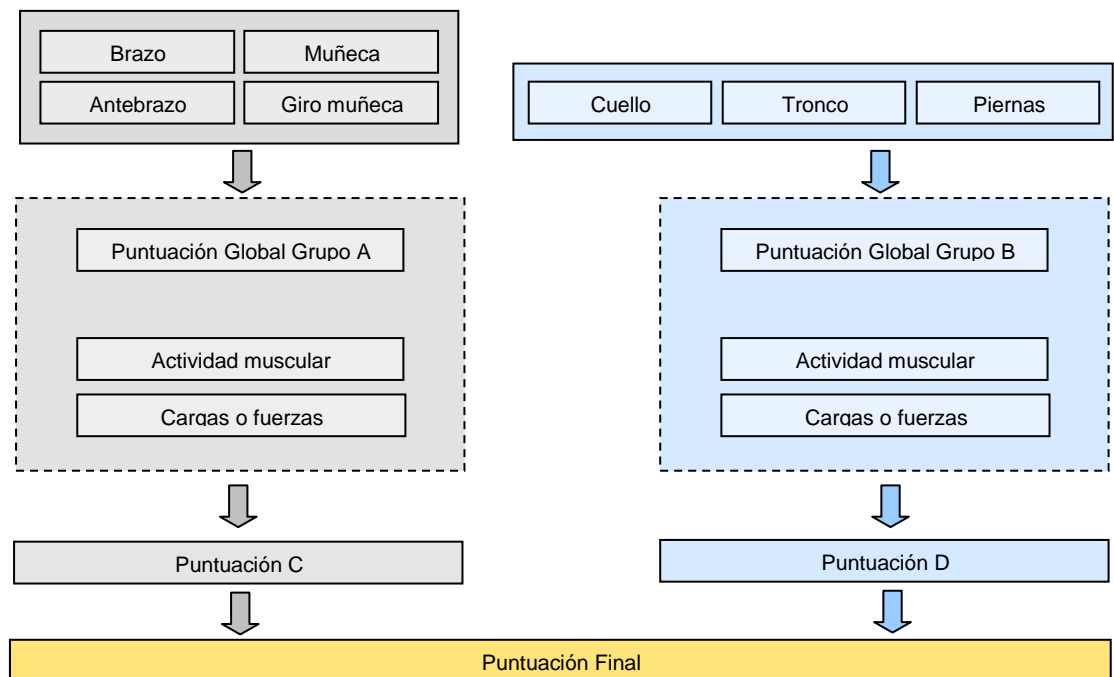 Brazo
Muñeca
Antebrazo
Giro muñeca
Cuello
Tronco
Piernas
Puntuación Global Grupo A
Puntuación Global Grupo B
Actividad muscular
Actividad muscular
Cargas o fuerzas
Cargas o fuerzas
Puntuación C
Puntuación D
Puntuación Final